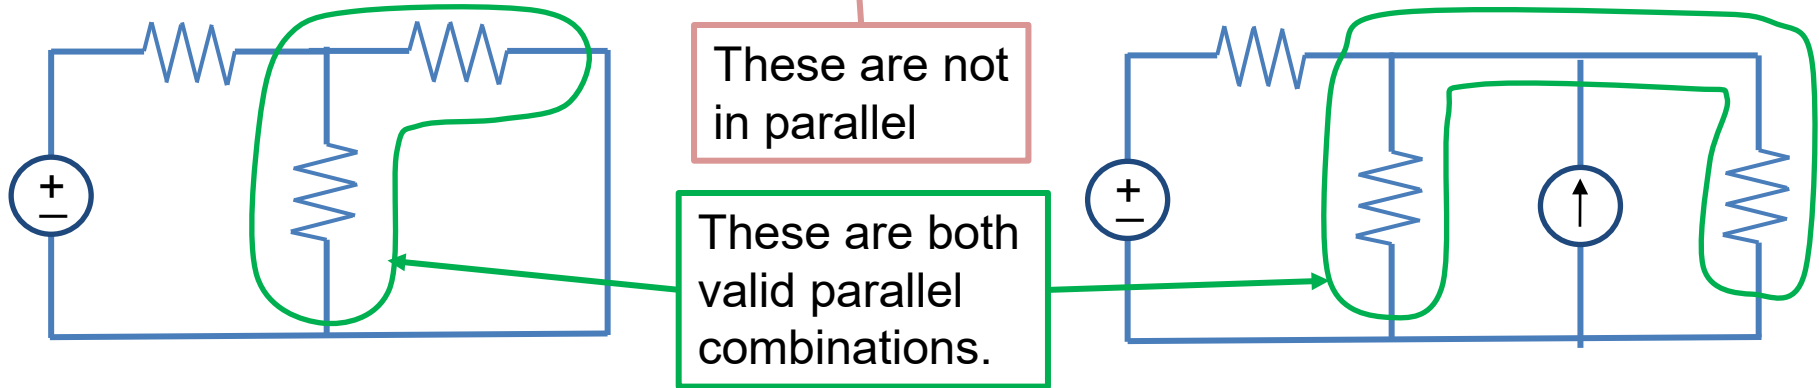 These are not
in parallel
These are both
valid parallel
combinations.
+
−
+
−